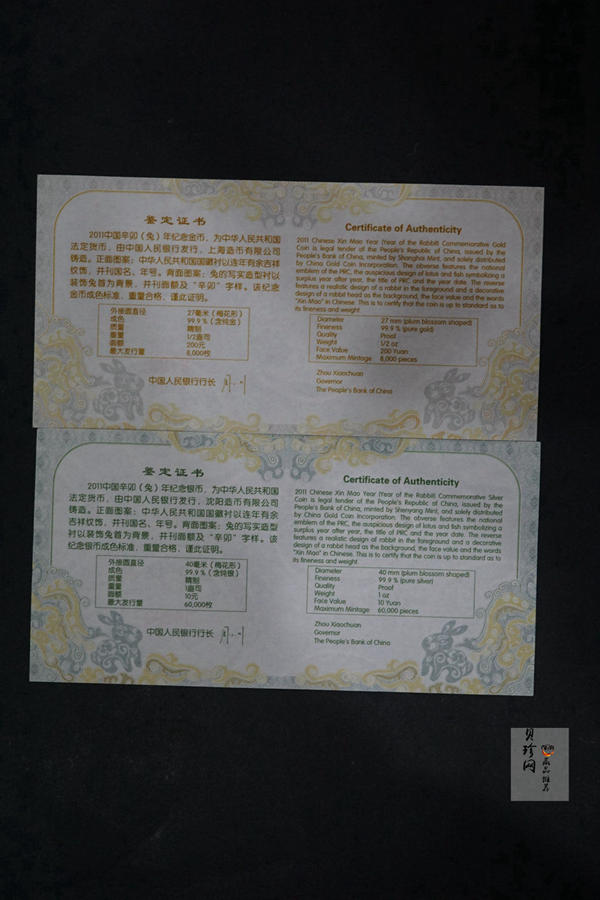 鉴定证书
2011中国辛卯（兔）年纪念金币，为中华人民共和国
法定货币，由中国人民银行发行，上海造币有限公司
铸造。正面图案：中华人民共和国国徽衬以连年有余吉祥
纹饰，并刊国名、年号。背面图案：兔的写实造型衬以
装饰兔首为背景，并刊面额及“辛卯”字样。该纪念
金币成色标准，重量合格，谨此证明。
外接圆直径 27毫米（梅花形）
成色 99.9％（含纯金）
质量 精制
重量 1/2盎司
面额 200元
最大发行量 8,000枚
中国人民银行行长
Certificate of Authenticity
2011 Chinese Xin Mao Year (Year of the Rabbit) Commemorative Gold
Coin is legal tender of the People's Republic of China, issued by the
People's Bank of China, minted by Shanghai Mint, and solely distributed
by China Gold Coin Incorporation. The obverse features the national
emblem of the PRC, the auspicious design of lotus and fish symbolizing a
surplus year after year, the title of PRC and the year date. The reverse
features a realistic design of rabbit in the foreground and a decorative
design of a rabbit head as the background, the face value and the words
"Xin Mao" in Chinese. This is to certify that the coin is up to standard as to
its fineness and weight.
Diameter 27 mm (plum blossom shaped)
Fineness 99.9 % (pure gold)
Quality Proof
Weight 1/2 oz
Face Value 200 Yuan
Maximum Mintage 8,000 pieces
Zhou Xiaochuan
Governor
The People's Bank of China
鉴定证书
2011中国辛卯（兔）年纪念银币，为中华人民共和国
法定货币，由中国人民银行发行，沈阳造币有限公司
铸造。正面图案：中华人民共和国国徽衬以连年有余
吉祥纹饰，并刊国名、年号。背面图案：兔的写实造型
衬以装饰兔首为背景，并刊面额及“辛卯”字样。该
纪念银币成色标准，重量合格，谨此证明。
外接圆直径 40毫米（梅花形）
成色 99.9％（含纯银）
质量 精制
重量 1盎司
面额 10元
最大发行量 60,000枚
中国人民银行行长
Certificate of Authenticity
2011 Chinese Xin Mao Year (Year of the Rabbit) Commemorative Silver
Coin is legal tender of the People's Republic of China, issued by the
People's Bank of China, minted by Shenyang Mint, and solely distributed
by China Gold Coin Incorporation. The obverse features the national
emblem of the PRC, the auspicious design of lotus and fish symbolizing a
surplus year after year, the title of PRC and the year date. The reverse
features a realistic design of rabbit in the foreground and a decorative
design of a rabbit head as the background, the face value and the words
"Xin Mao" in Chinese. This is to certify that the coin is up to standard as to
its fineness and weight.
Diameter 40 mm (plum blossom shaped)
Fineness 99.9 % (pure silver)
Quality Proof
Weight 1 oz
Face Value 10 Yuan
Maximum Mintage 60,000 pieces
Zhou Xiaochuan
Governor
The People's Bank of China
贝珍网
藏品推荐